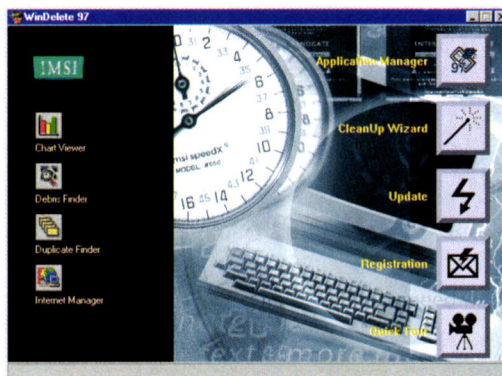 WinDelete 97
IMSI
Chart Viewer
Debris Finder
Duplicate Finder
Internet Manager
Application Manager
CleanUp Wizard
Update
Registration
Quick Tour
imsi speedX
MODEL #552